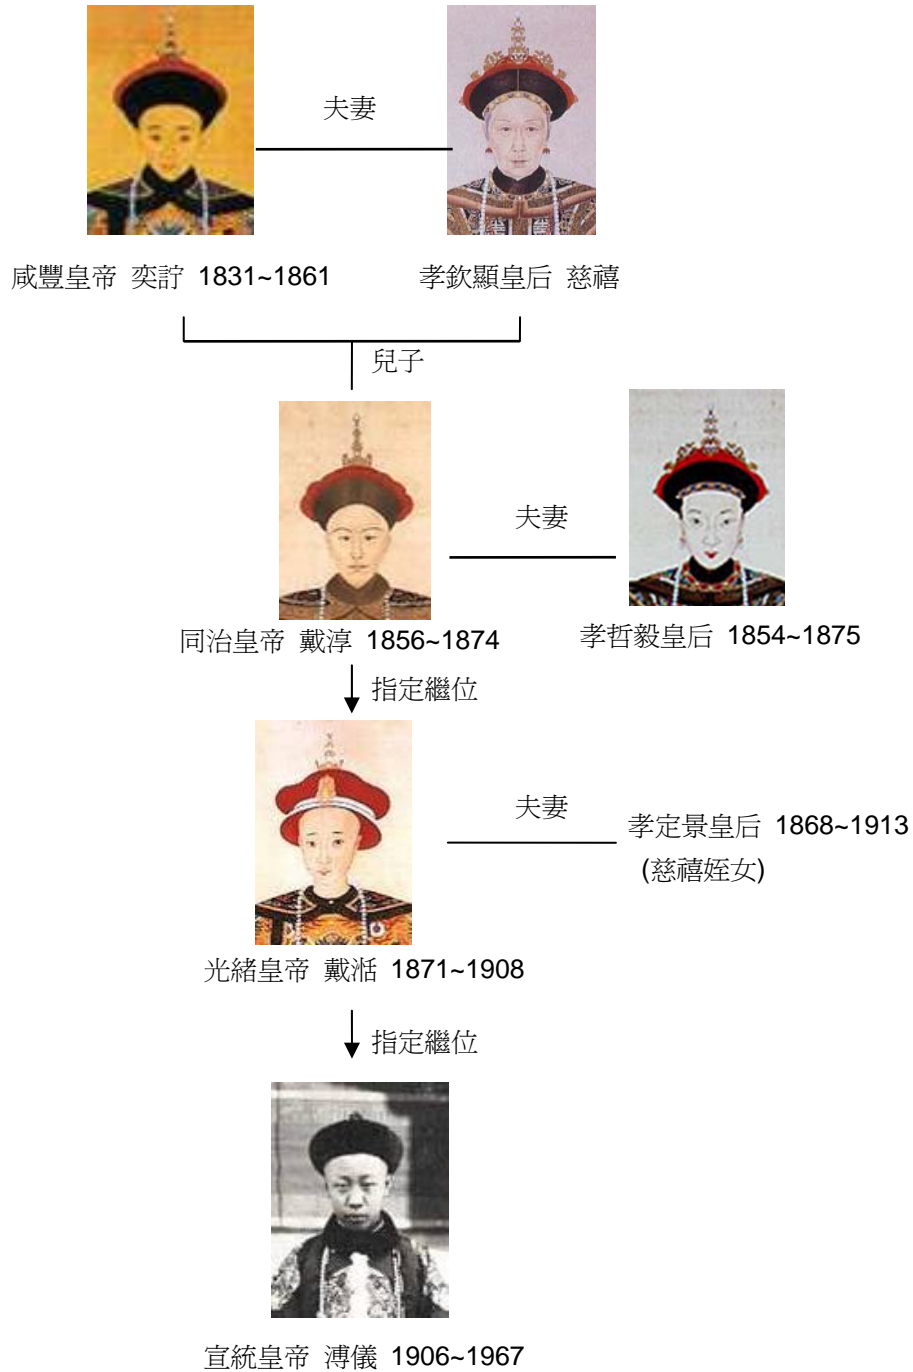 夫妻
咸豐皇帝 奕詝 1831~1861
孝欽顯皇后 慈禧
兒子
夫妻
同治皇帝 戴淳 1856~1874
孝哲毅皇后 1854~1875
指定繼位
夫妻
孝定景皇后 1868~1913
(慈禧姪女)
光緒皇帝 戴湉 1871~1908
指定繼位
宣統皇帝 溥儀 1906~1967